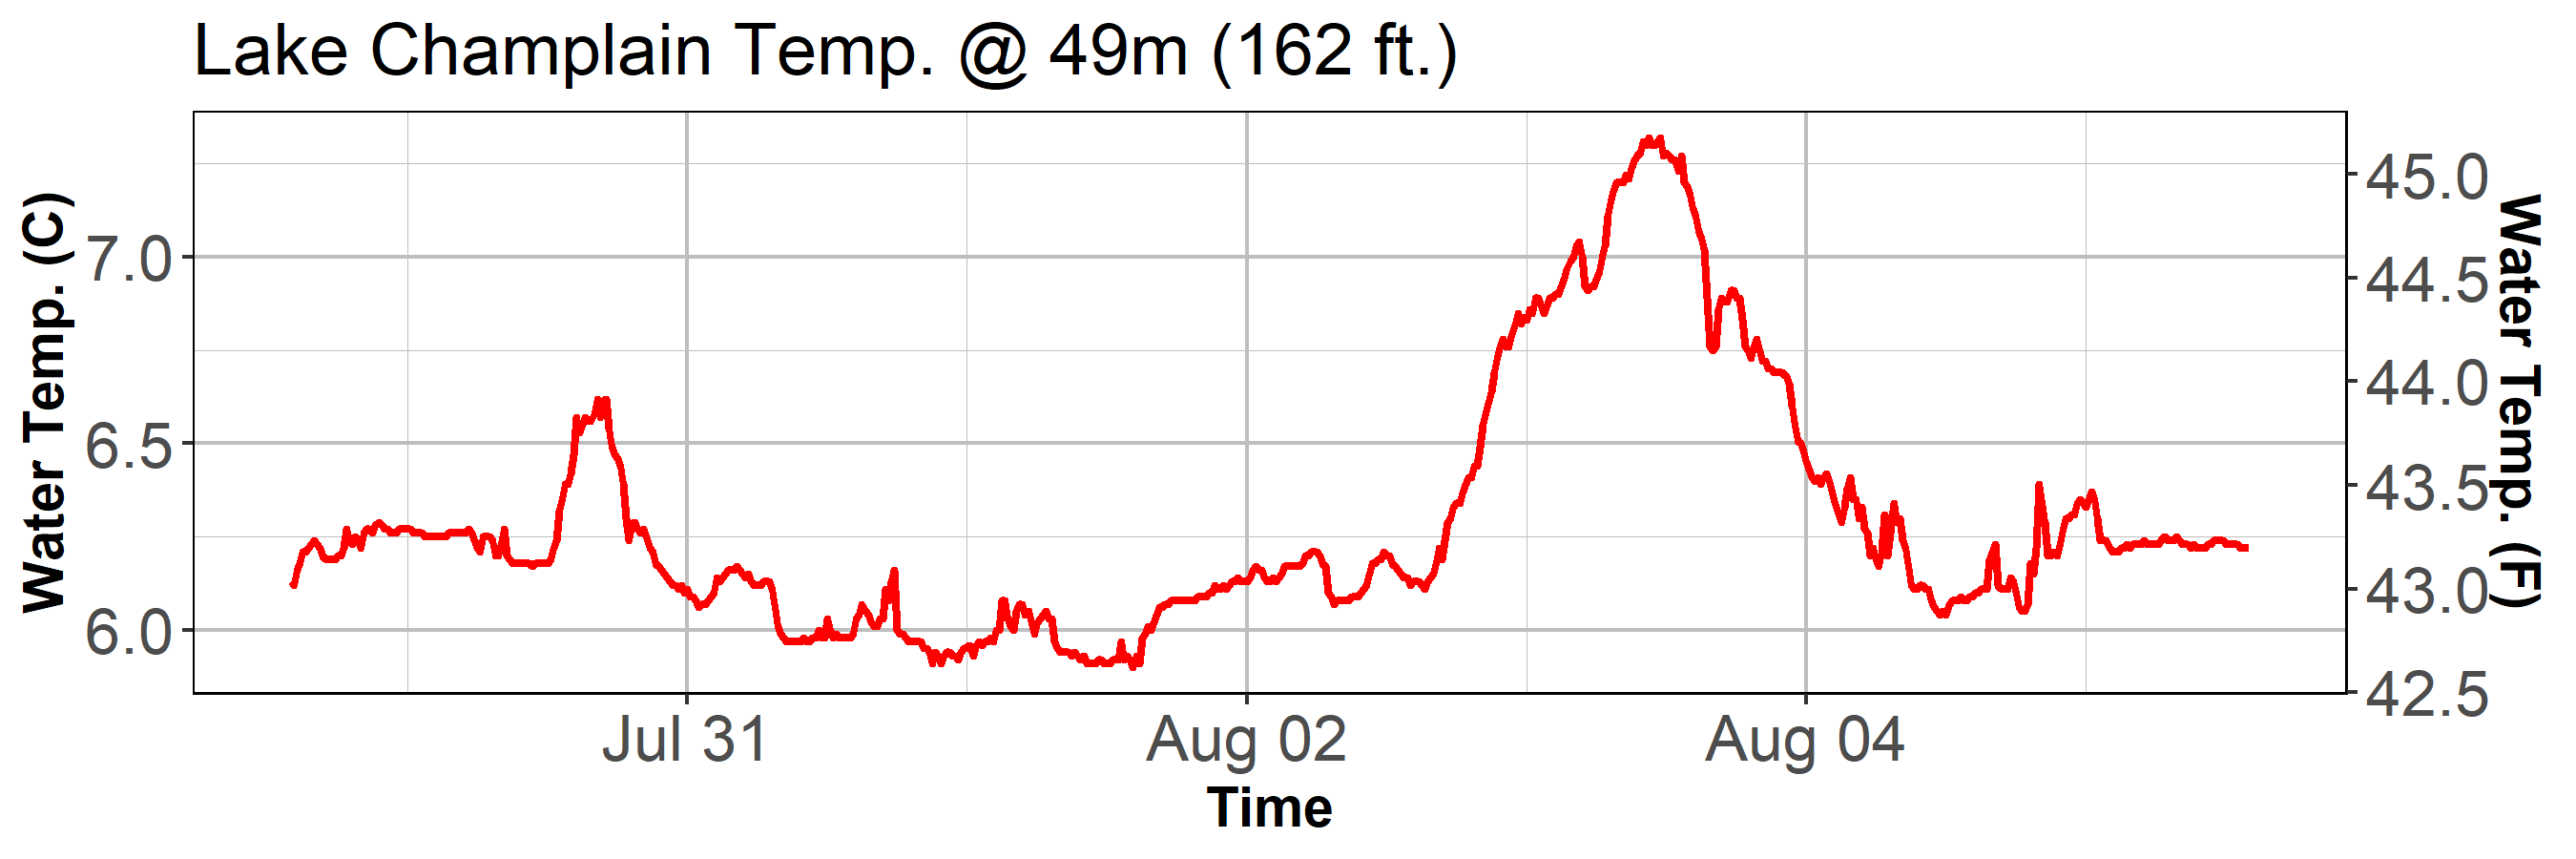 Lake Champlain Temp. @ 49m (162 ft.)
Water Temp. (C)
7.0
6.5
6.0
45.0
44.5
44.0
43.5
43.0
42.5
Water Temp. (F)
Jul 31
Aug 02
Aug 04
Time